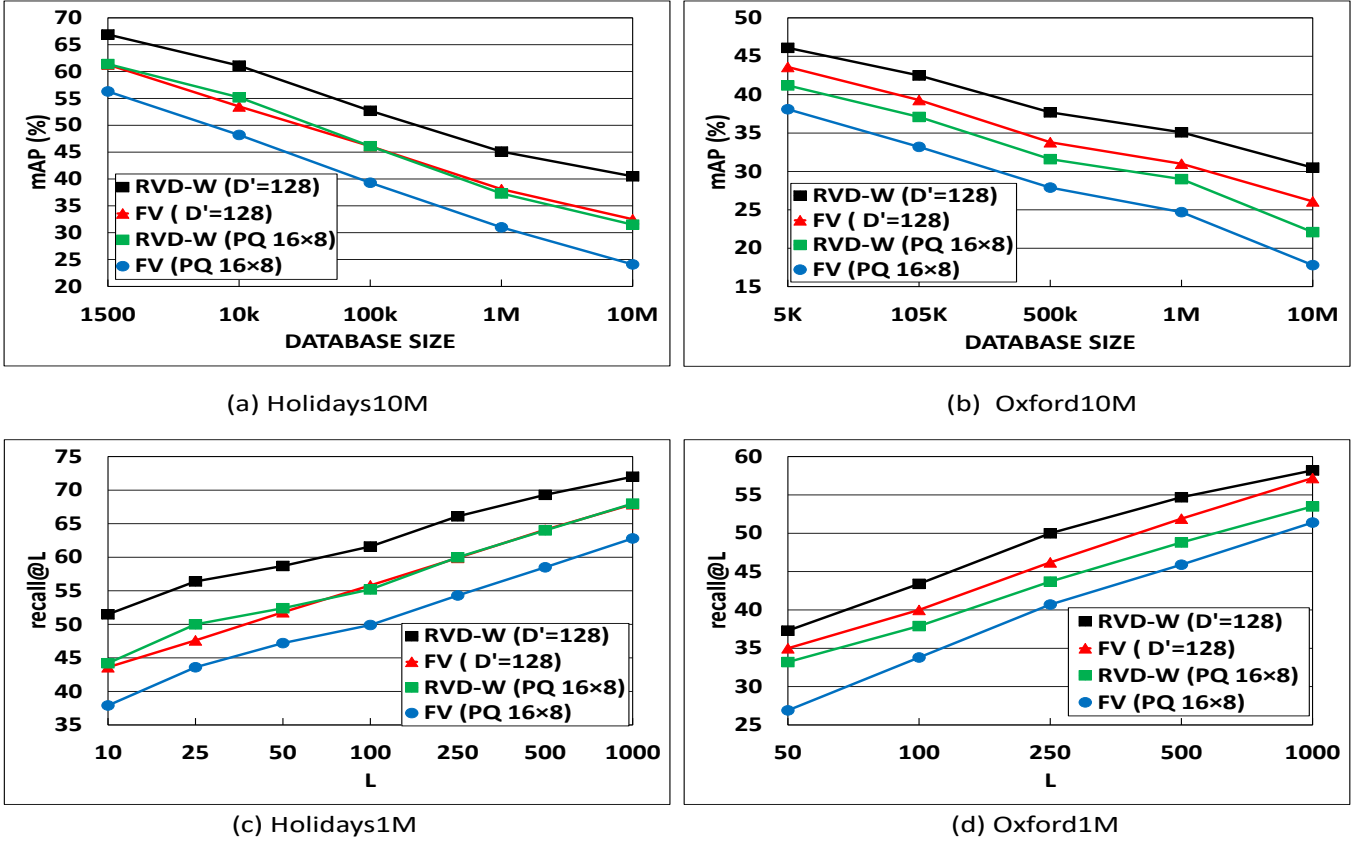 70
65
60
55
50
45
40
35
30
25
20
mAP (%)
RVD-W (D'=128)
FV ( D'=128)
RVD-W (PQ 16×8)
FV (PQ 16×8)
1500 10k 100k 1M 10M
DATABASE SIZE
(a) Holidays10M
50
45
40
35
30
25
20
15
mAP (%)
RVD-W (D'=128)
FV ( D'=128)
RVD-W (PQ 16×8)
FV (PQ 16×8)
5K 105K 500k 1M 10M
DATABASE SIZE
(b) Oxford10M
75
70
65
60
55
50
45
40
35
recall@L
RVD-W (D'=128)
FV ( D'=128)
RVD-W (PQ 16×8)
FV (PQ 16×8)
10 25 50 100 250 500 1000
L
(c) Holidays1M
60
55
50
45
40
35
30
25
recall@L
RVD-W (D'=128)
FV ( D'=128)
RVD-W (PQ 16×8)
FV (PQ 16×8)
50 100 250 500 1000
L
(d) Oxford1M